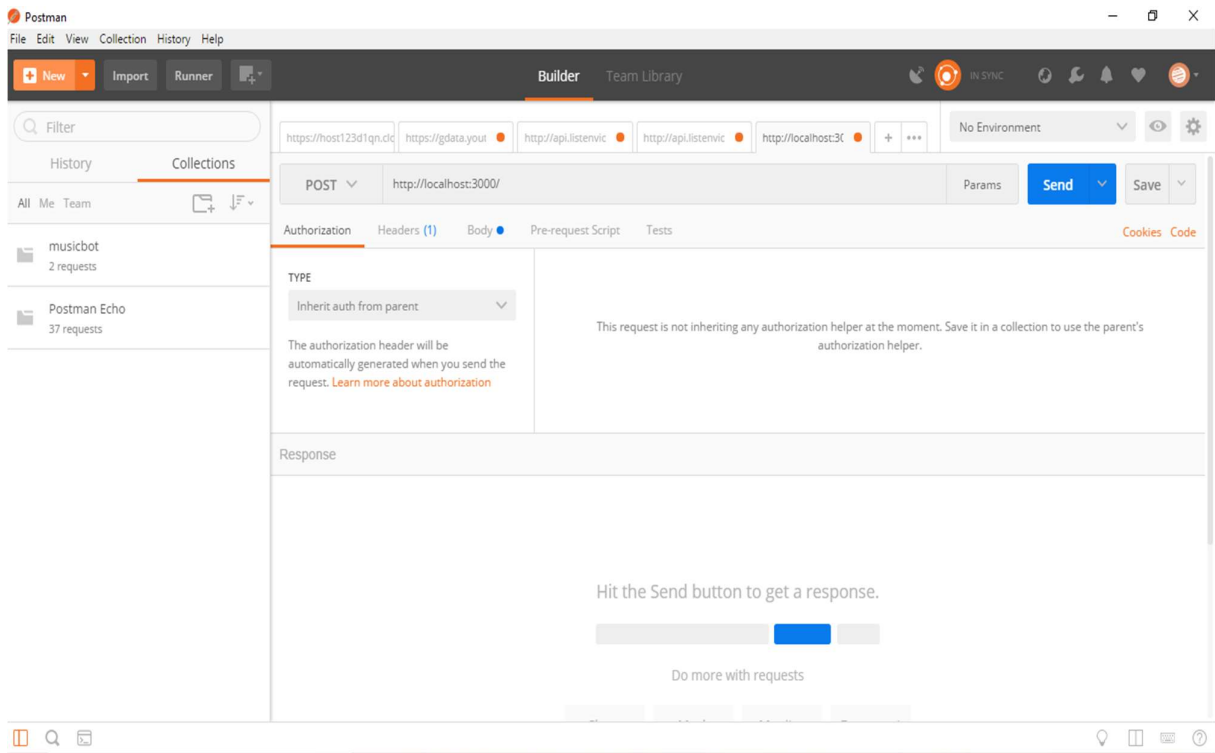 Postman
File Edit View Collection History Help
New Import Runner Builder Team Library IN SYNC
Filter
https://host123d1qn.clc https://gdata.yout http://api.listenvic http://api.listenvic http://localhost:30 + •••
No Environment
History Collections
POST http://localhost:3000/ Params Send Save
All Me Team
Authorization Headers (1) Body Pre-request Script Tests Cookies Code
musicbot
2 requests
TYPE
Inherit auth from parent
Postman Echo
37 requests
This request is not inheriting any authorization helper at the moment. Save it in a collection to use the parent's
authorization helper.
The authorization header will be
automatically generated when you send the
request. Learn more about authorization
Response
Hit the Send button to get a response.
Do more with requests